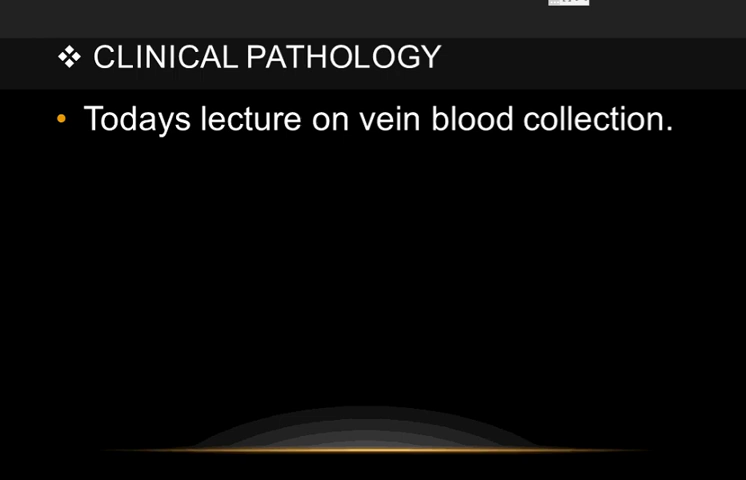 ❖ CLINICAL PATHOLOGY
• Todays lecture on vein blood collection.